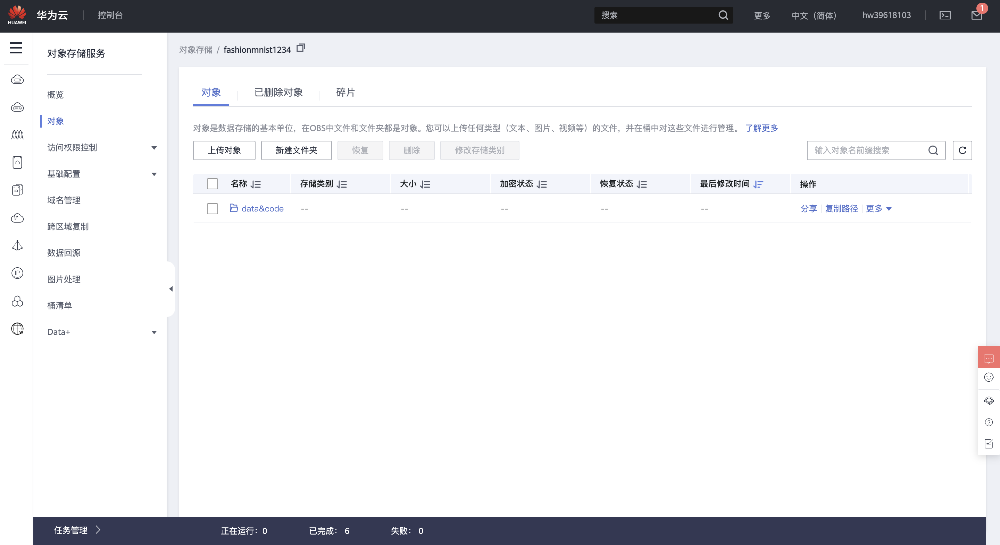 HUAWEI
华为云
控制台
搜索
更多
中文（简体）
hw39618103
1
对象存储服务
概览
对象
访问权限控制
基础配置
域名管理
跨区域复制
数据回源
图片处理
桶清单
Data+
IP
W
对象存储 / fashionmnist1234
对象
已删除对象
碎片
对象是数据存储的基本单位，在OBS中文件和文件夹都是对象。您可以上传任何类型（文本、图片、视频等）的文件，并在桶中对这些文件进行管理。 了解更多
上传对象 新建文件夹 恢复 删除 修改存储类别
输入对象名前缀搜索
名称 存储类别 大小 加密状态 恢复状态 最后修改时间 操作
data&code -- -- -- -- -- 分享 复制路径 更多
任务管理 正在运行：0 已完成：6 失败：0